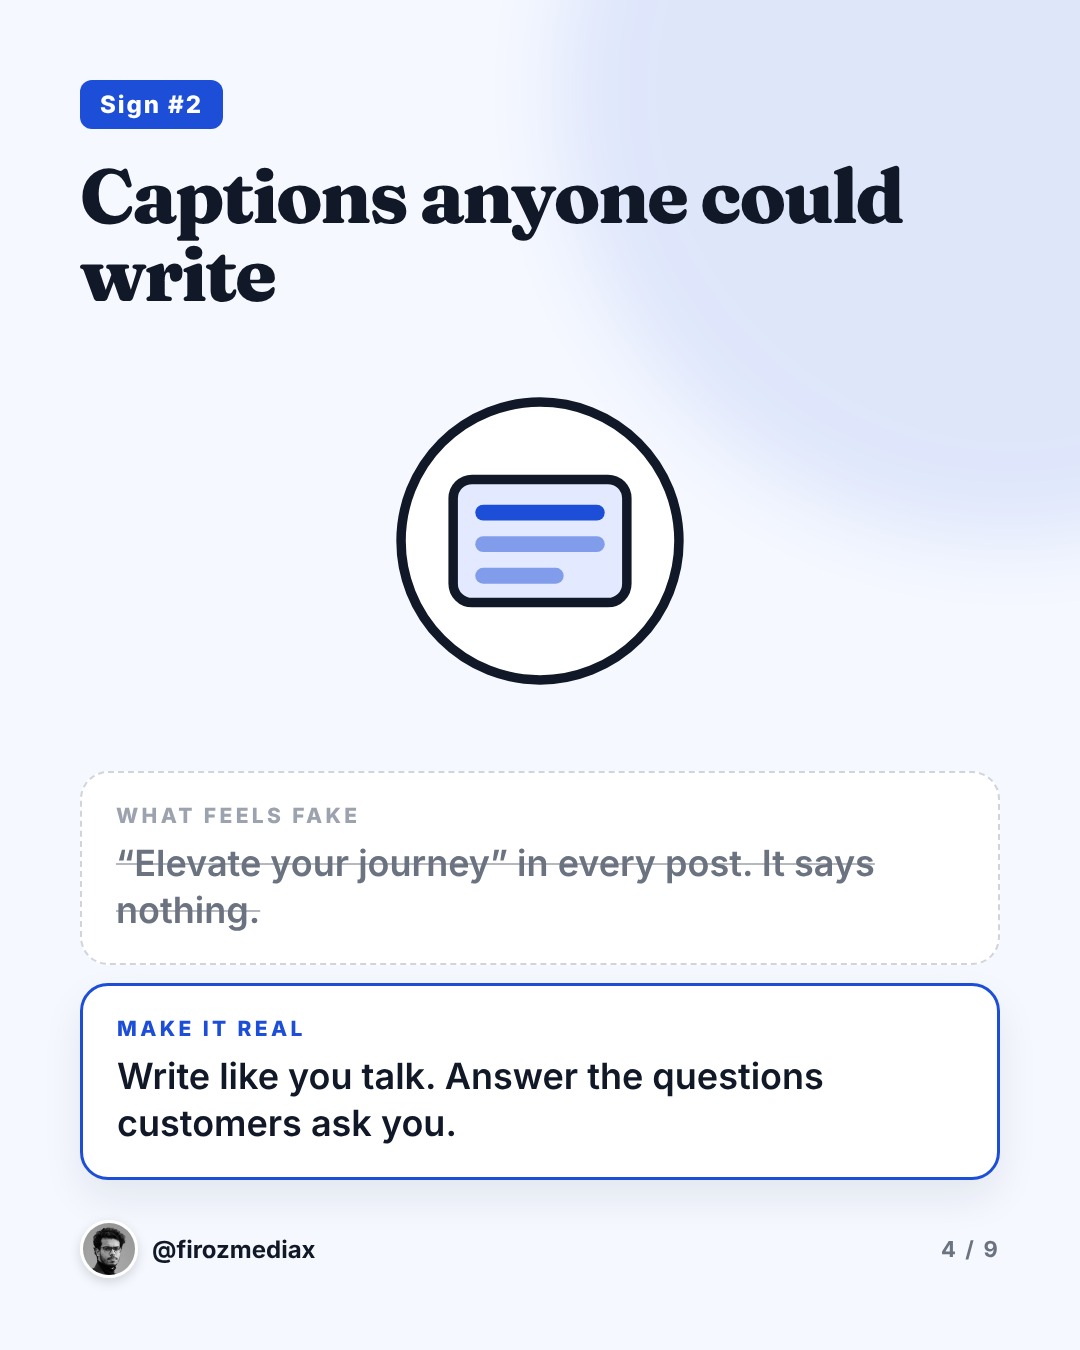 Sign #2
Captions anyone could
write
WHAT FEELS FAKE
“Elevate your journey” in every post. It says
nothing.
MAKE IT REAL
Write like you talk. Answer the questions
customers ask you.
@firozmediax
4 / 9